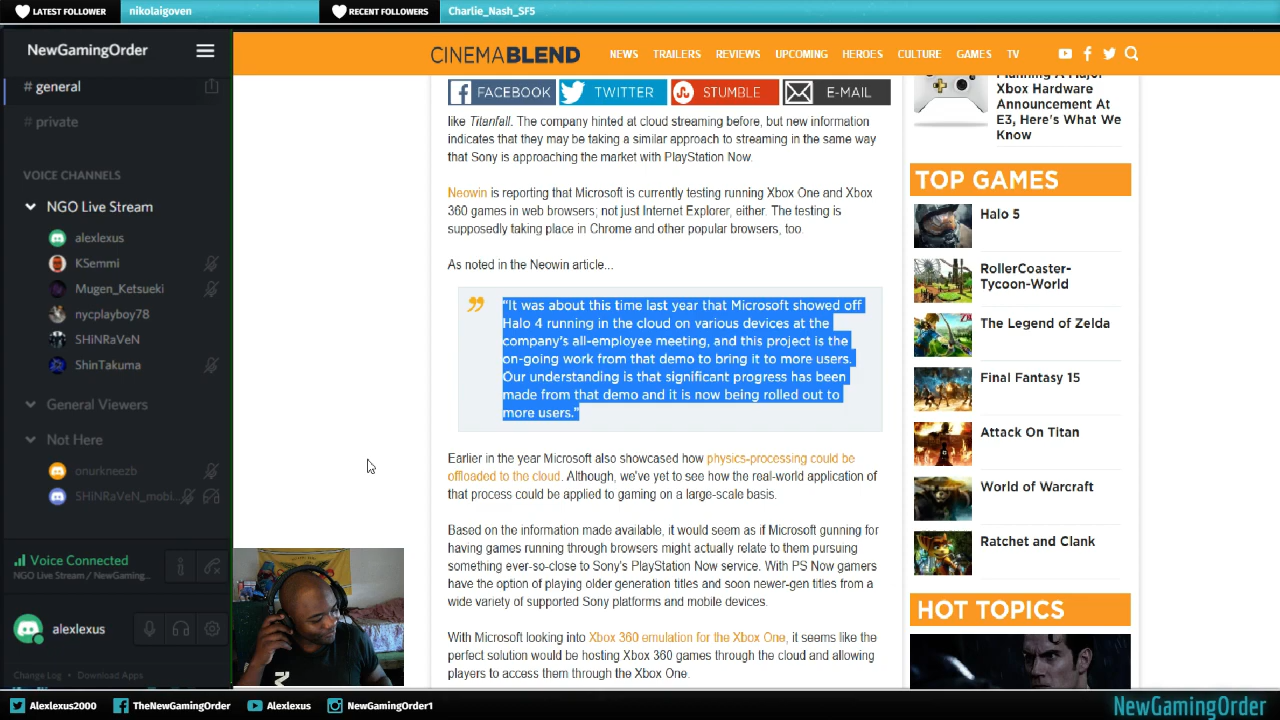 LATEST FOLLOWER
nikolaigoven
RECENT FOLLOWERS
Charlie_Nash_SF5
NewGamingOrder
# general
# private
VOICE CHANNELS
NGO Live Stream
alexlexus
KSemmi
Mugen_Ketsueki
nycplayboy78
SHiNRaVeN
ShinTakuma
General Viewers
Not Here
onurkneezb
SHiNRaVeN_mobi...
Voice Connected
NGO Live Stream / NewGaming...
alexlexus
Change Log • Download Apps
CINEMABLEND
NEWS TRAILERS REVIEWS UPCOMING HEROES CULTURE GAMES TV
FACEBOOK TWITTER STUMBLE E-MAIL
like Titanfall. The company hinted at cloud streaming before, but new information
indicates that they may be taking a similar approach to streaming in the same way
that Sony is approaching the market with PlayStation Now.
Neowin is reporting that Microsoft is currently testing running Xbox One and Xbox
360 games in web browsers; not just Internet Explorer, either. The testing is
supposedly taking place in Chrome and other popular browsers, too
As noted in the Neowin article...
"It was about this time last year that Microsoft showed off
Halo 4 running in the cloud on various devices at the
company's all-employee meeting, and this project is the
on-going work from that demo to bring it to more users.
Our understanding is that significant progress has been
made from that demo and it is now being rolled out to
more users."
Earlier in the year Microsoft also showcased how physics-processing could be
offloaded to the cloud. Although, we've yet to see how the real-world application of
that process could be applied to gaming on a large-scale basis.
Based on the information made available, it would seem as if Microsoft gunning for
having games running through browsers might actually relate to them pursuing
something ever-so-close to Sony's PlayStation Now service. With PS Now gamers
have the option of playing older generation titles and soon newer-gen titles from a
wide variety of supported Sony platforms and mobile devices.
With Microsoft looking into Xbox 360 emulation for the Xbox One, it seems like the
perfect solution would be hosting Xbox 360 games through the cloud and allowing
players to access them through the Xbox One.
Planning A Major
Xbox Hardware
Announcement At
E3, Here's What We
Know
TOP GAMES
Halo 5
RollerCoaster-
Tycoon-World
The Legend of Zelda
Final Fantasy 15
Attack On Titan
World of Warcraft
Ratchet and Clank
HOT TOPICS
Alexlexus2000
TheNewGamingOrder
Alexlexus
NewGamingOrder1
NewGamingOrder